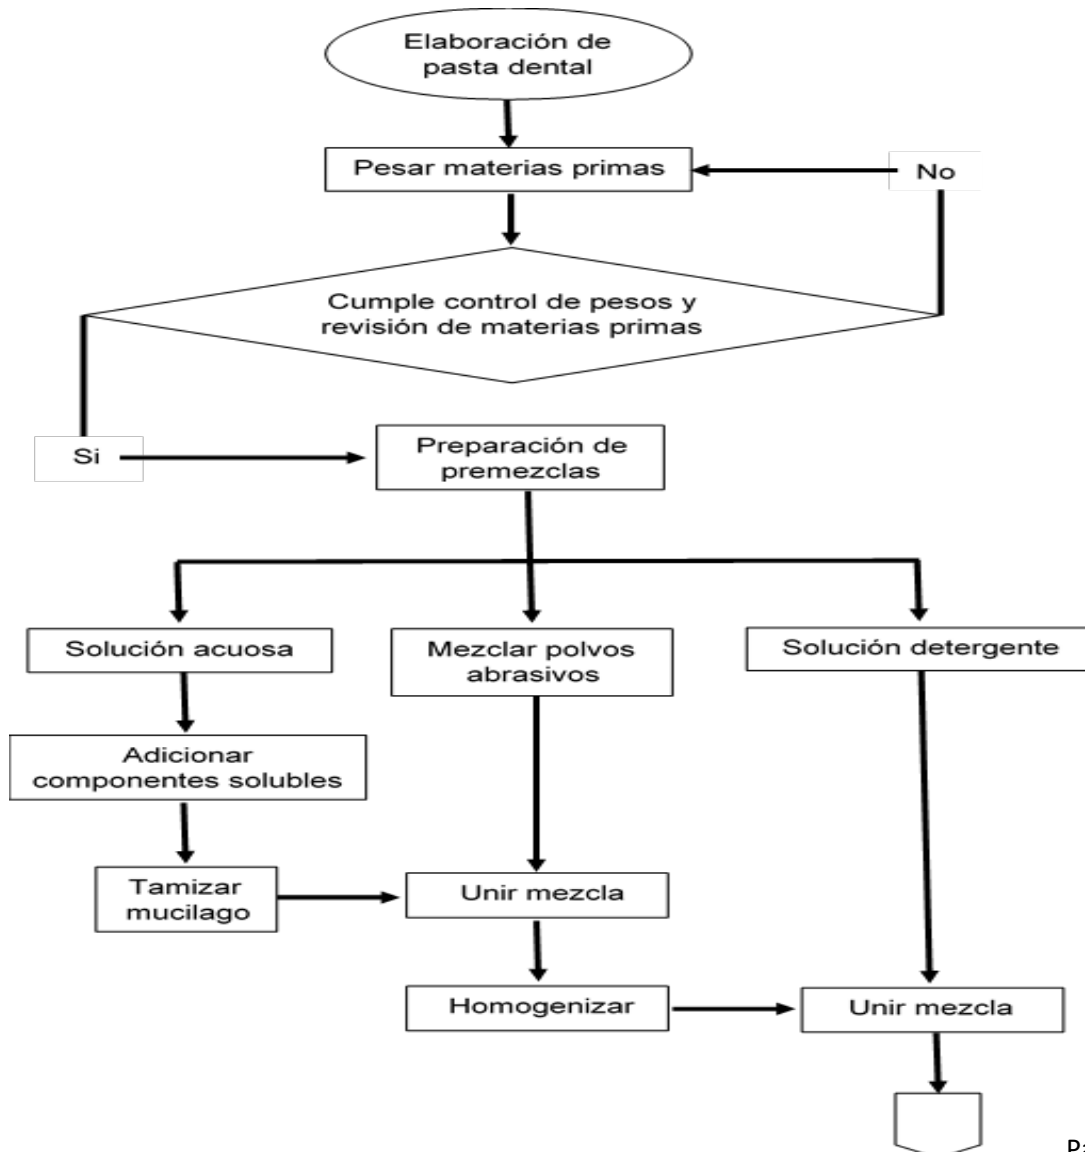 Elaboración de
pasta dental
Pesar materias primas
No
Cumple control de pesos y
revisión de materias primas
Si
Preparación de
premezclas
Solución acuosa
Mezclar polvos
abrasivos
Solución detergente
Adicionar
componentes solubles
Tamizar
mucilago
Unir mezcla
Homogenizar
Unir mezcla